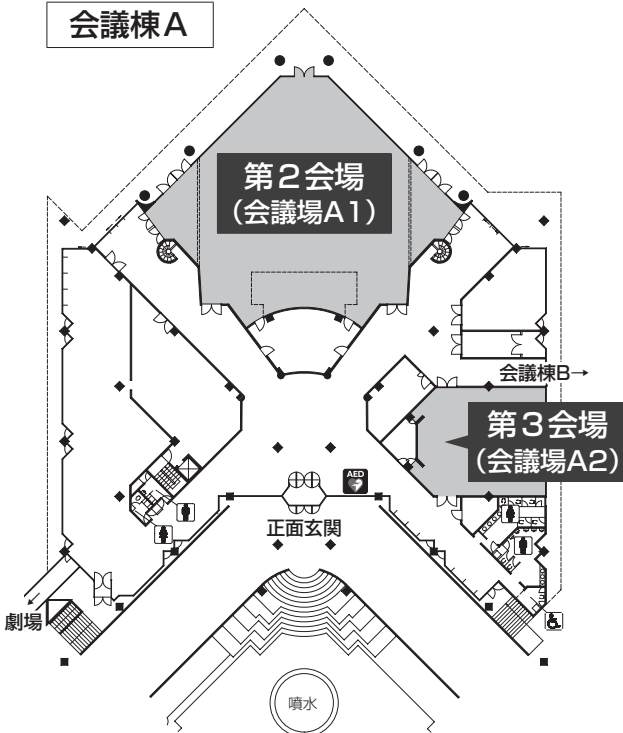 会議棟A
第2会場
（会議場A1）
会議棟B→
第3会場
（会議場A2）
AED
正面玄関
劇場
噴水